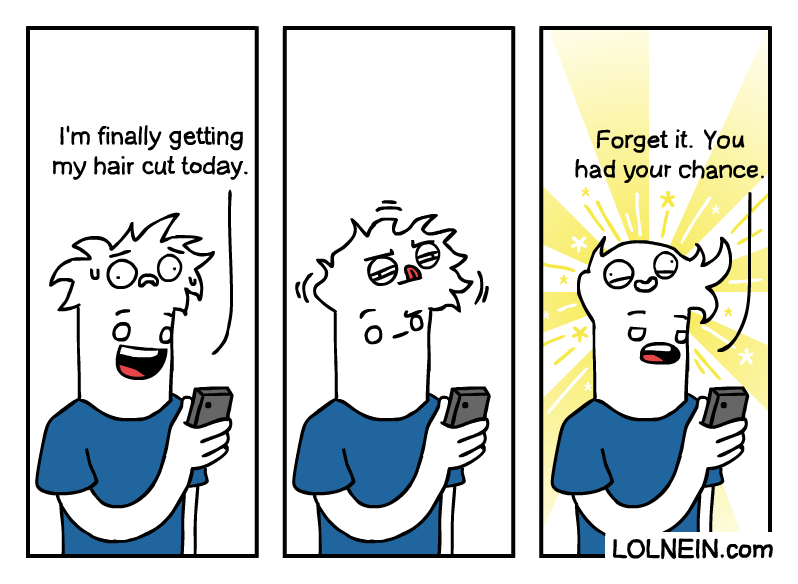 I'm finally getting
my hair cut today.
Forget it. You
had your chance.
LOLNEIN.com